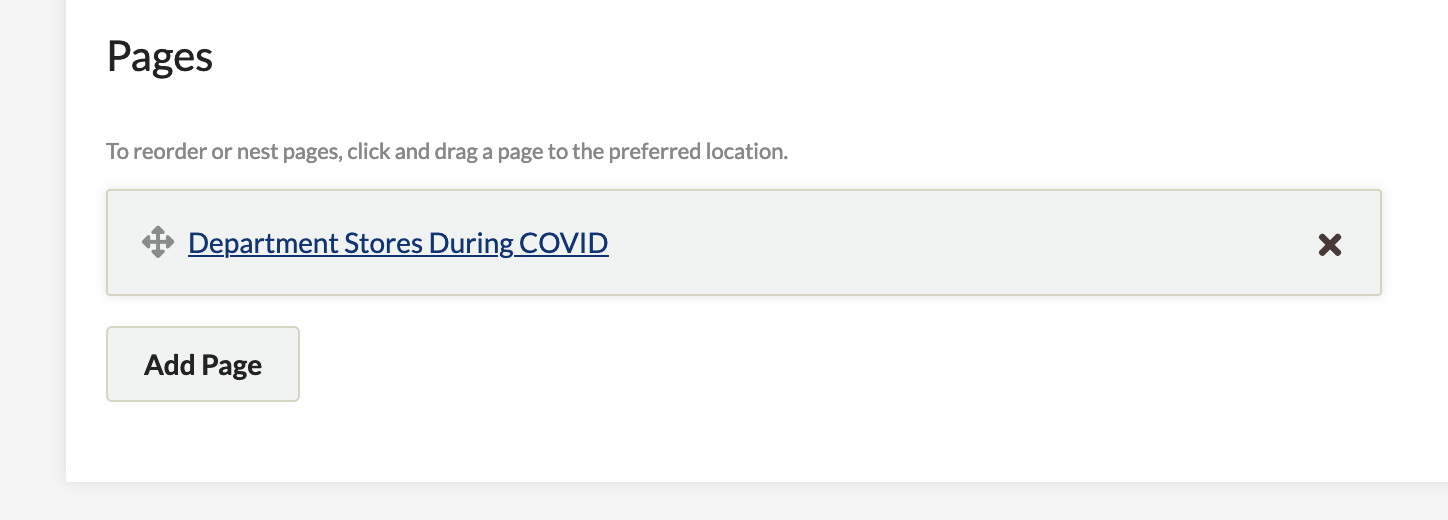 Pages
To reorder or nest pages, click and drag a page to the preferred location.
Department Stores During COVID
Add Page